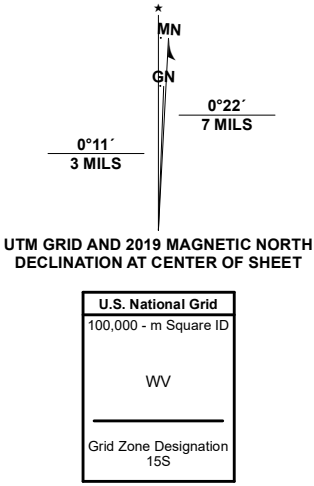 ★
MN
GN
0°22´
7 MILS
0°11´
3 MILS
UTM GRID AND 2019 MAGNETIC NORTH
DECLINATION AT CENTER OF SHEET
U.S. National Grid
100,000 - m Square ID
WV
Grid Zone Designation
15S